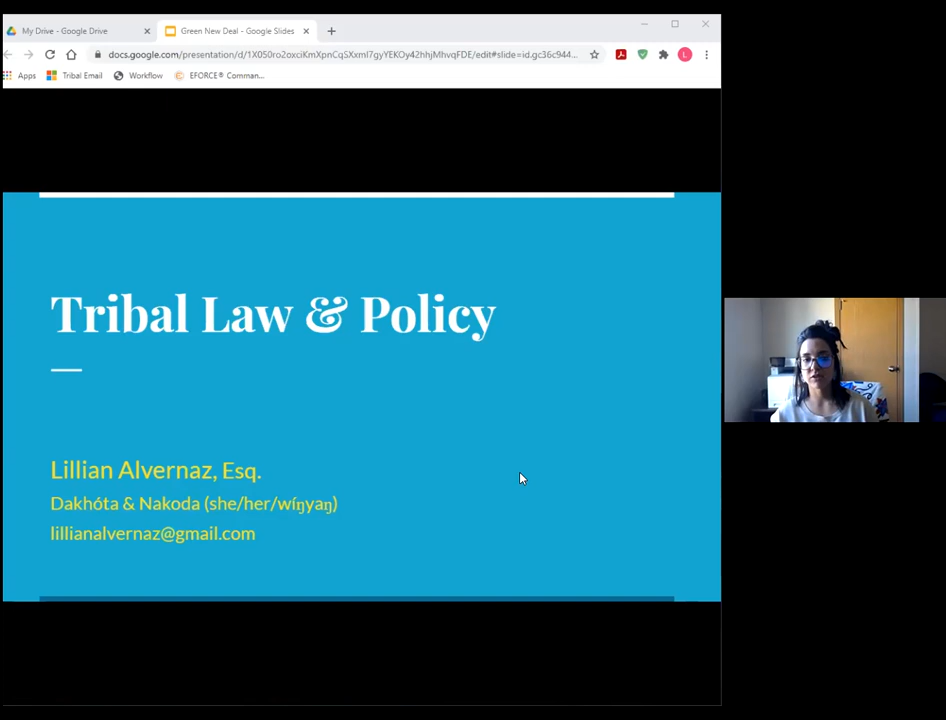 My Drive - Google Drive
Green New Deal - Google Slides
docs.google.com/presentation/d/1X050ro2oxciKmXpnCqSXxml7gyYEKOy42hhjMhvqFDE/edit#slide=id.gc36c944...
L
Apps
Tribal Email
Workflow
EFORCE® Comman...
Tribal Law & Policy
Lillian Alvernaz, Esq.
Dakhóta & Nakoda (she/her/wíŋyaŋ)
lillianalvernaz@gmail.com